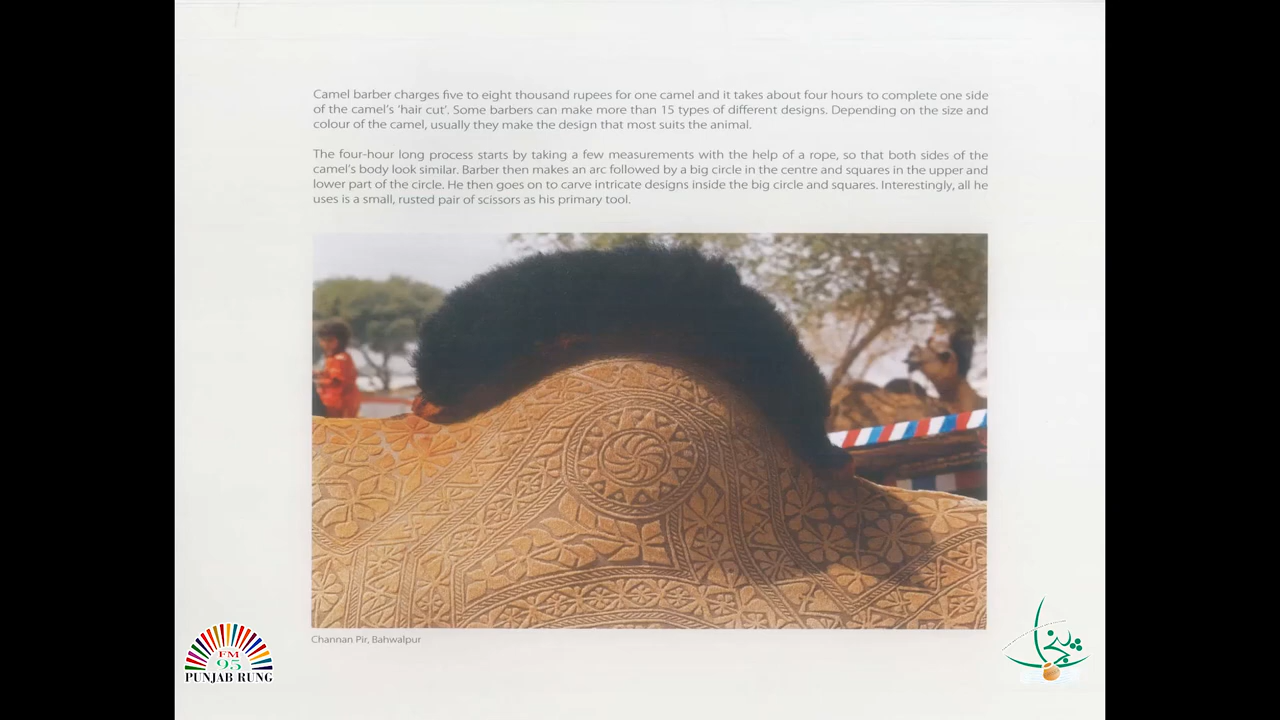 Camel barber charges five to eight thousand rupees for one camel and it takes about four hours to complete one side
of the camel's 'hair cut'. Some barbers can make more than 15 types of different designs. Depending on the size and
colour of the camel, usually they make the design that most suits the animal.
The four-hour long process starts by taking a few measurements with the help of a rope, so that both sides of the
camel's body look similar. Barber then makes an arc followed by a big circle in the centre and squares in the upper and
lower part of the circle. He then goes on to carve intricate designs inside the big circle and squares. Interestingly, all he
uses is a small, rusted pair of scissors as his primary tool.
Channan Pir, Bahwalpur
FM
95
PUNJAB RUNG
پنجاب